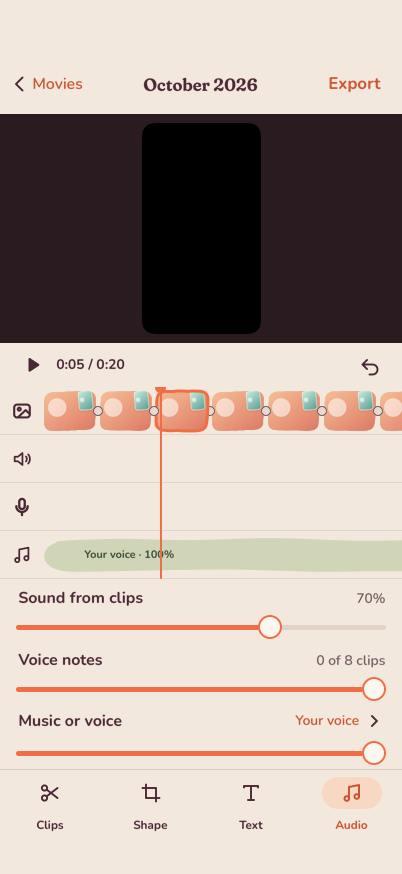 Movies
October 2026
Export
0:05 / 0:20
Your voice · 100%
Sound from clips
70%
Voice notes
0 of 8 clips
Music or voice
Your voice
Clips
Shape
Text
Audio